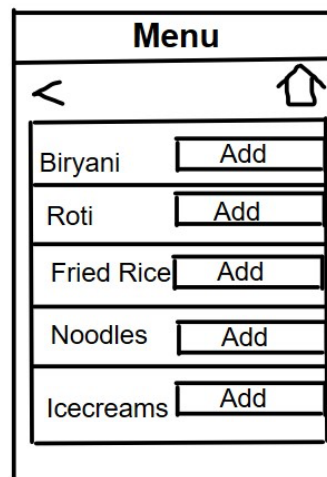 Menu
Biryani Add
Roti Add
Fried Rice Add
Noodles Add
Icecreams Add